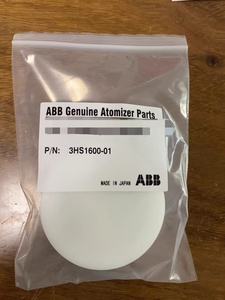 ABB Genuine Atomizer Parts
P/N: 3HS1600-01
MADE IN JAPAN ABB